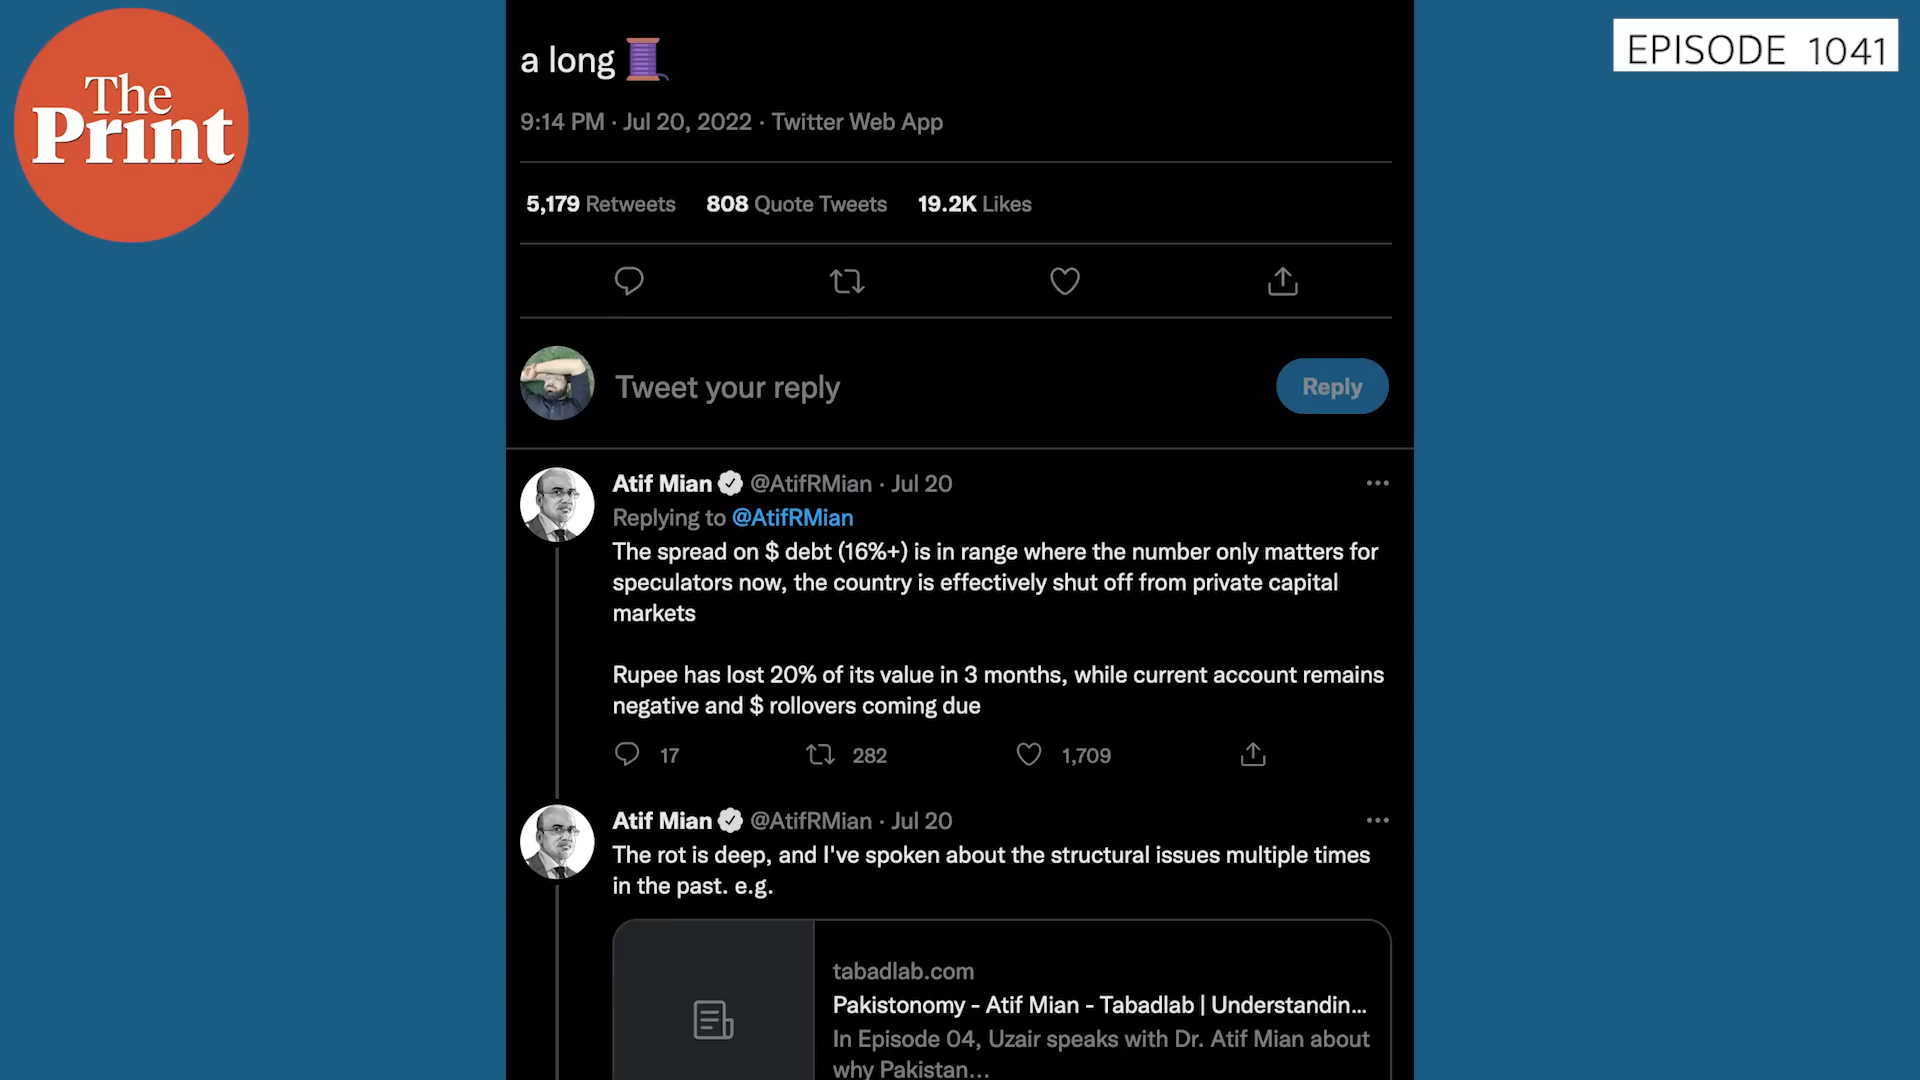 The
Print
EPISODE 1041
a long
9:14 PM · Jul 20, 2022 · Twitter Web App
5,179 Retweets 808 Quote Tweets 19.2K Likes
Tweet your reply
Reply
Atif Mian @AtifRMian · Jul 20
Replying to @AtifRMian
The spread on $ debt (16%+) is in range where the number only matters for
speculators now, the country is effectively shut off from private capital
markets
Rupee has lost 20% of its value in 3 months, while current account remains
negative and $ rollovers coming due
17 282 1,709
Atif Mian @AtifRMian · Jul 20
The rot is deep, and I've spoken about the structural issues multiple times
in the past. e.g.
tabadlab.com
Pakistonomy - Atif Mian - Tabadlab | Understandin...
In Episode 04, Uzair speaks with Dr. Atif Mian about
why Pakistan...